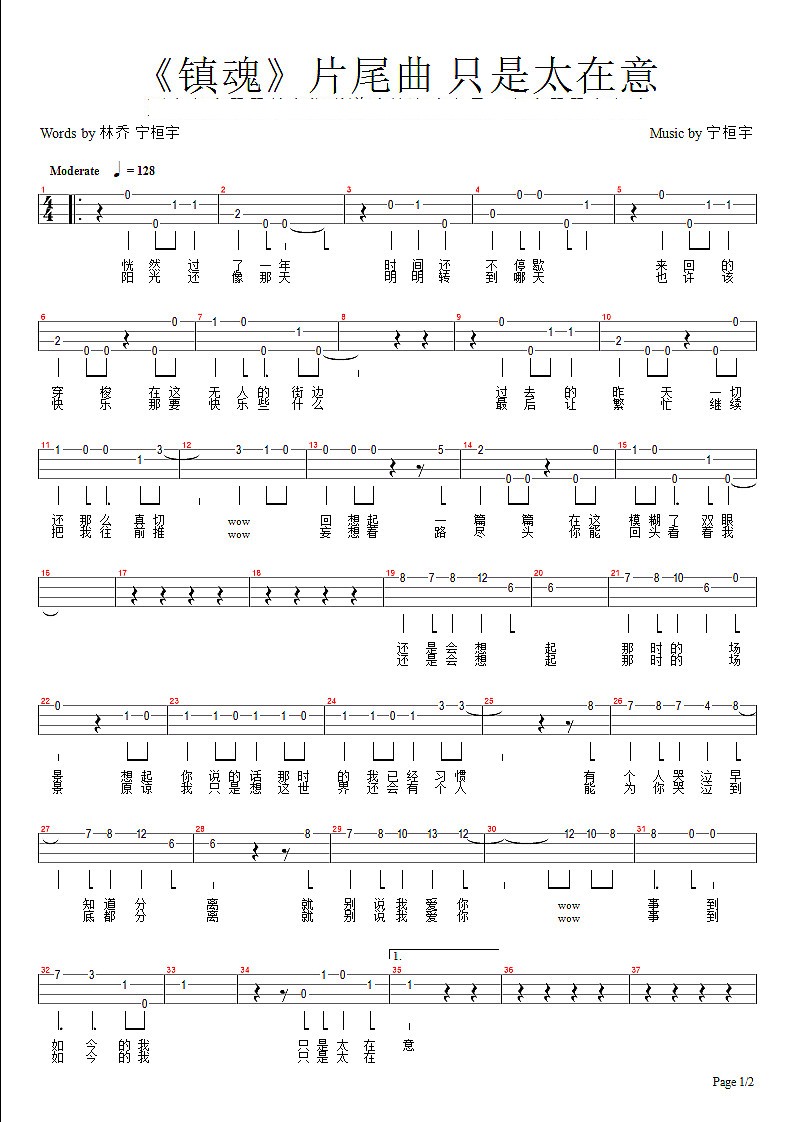 《镇魂》片尾曲 只是太在意
Words by 林乔 宁桓宇
Music by 宁桓宇
Moderate ♩ = 128
恍 然 过 了 一 年 时 间 还 不 停 歇 来 回 的
阳 光 还 像 那 天 明 明 转 到 哪 天 也 许 该
穿 梭 在 这 无 人 的 街 边 过 去 的 昨 天 一 切
快 乐 那 要 快 乐 些 什 么 最 后 让 繁 忙 继 续
还 那 么 真 切 wow 回 想 起 一 篇 篇 在 这 模 糊 了 双 眼
把 我 往 前 推 wow 妄 想 着 路 尽 头 你 能 回 头 看 着 我
还 是 会 想 起 那 时 的 场
还 是 会 想 起 那 时 的 场
景 想 起 你 说 的 话 那 时 的 我 已 经 习 惯 有 个 人 哭 泣 早
景 原 谅 我 只 是 想 这 世 界 还 会 有 个 人 能 为 你 哭 泣 到
知 道 分 离 就 别 说 我 爱 你 wow 事 到
底 都 分 离 就 别 说 我 爱 你 wow 事 到
1.
如 今 的 我 只 是 太 在 意
如 今 的 我 只 是 太 在
Page 1/2